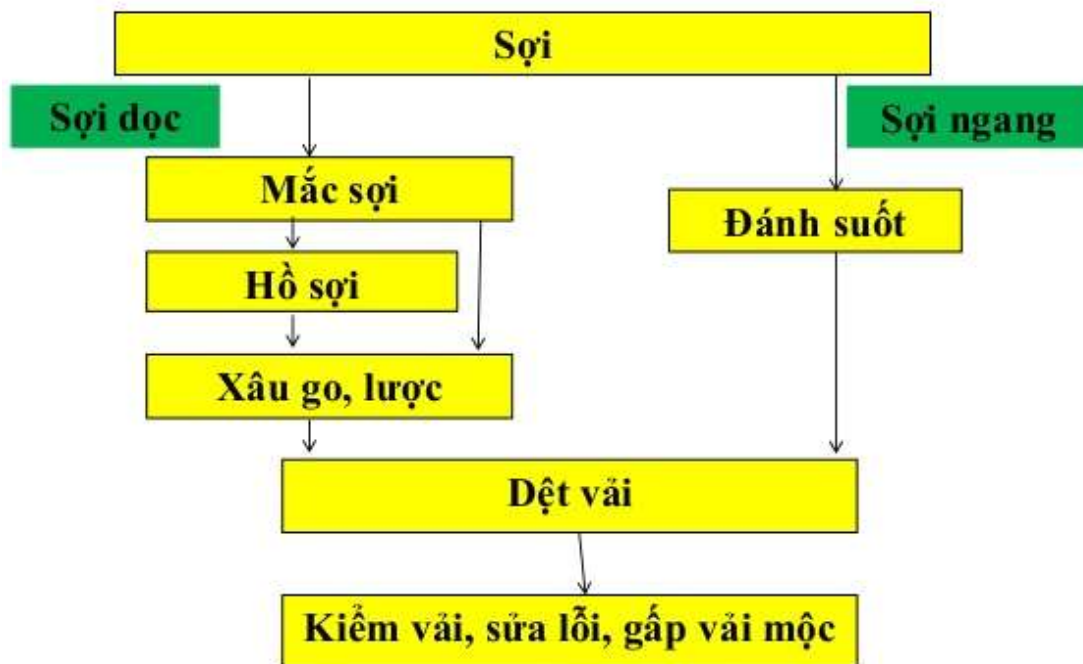 Sợi
Sợi dọc
Sợi ngang
Mắc sợi
Đánh suốt
Hồ sợi
Xâu go, lược
Dệt vải
Kiểm vải, sửa lỗi, gấp vải mộc